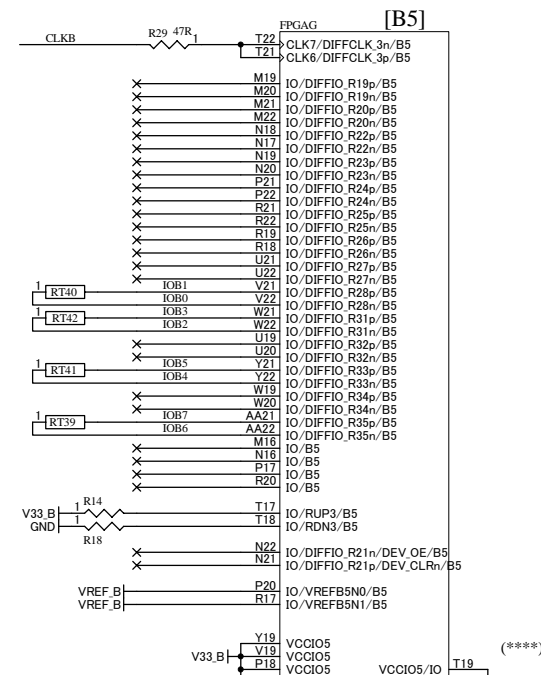 FPGAG [B5]
CLKB R29 47R 1 T22 CLK7/DIFFCLK_3n/B5
T21 CLK6/DIFFCLK_3p/B5
M19 IO/DIFFIO_R19p/B5
M20 IO/DIFFIO_R19n/B5
M21 IO/DIFFIO_R20p/B5
M22 IO/DIFFIO_R20n/B5
N18 IO/DIFFIO_R22p/B5
N17 IO/DIFFIO_R22n/B5
N19 IO/DIFFIO_R23p/B5
N20 IO/DIFFIO_R23n/B5
P21 IO/DIFFIO_R24p/B5
P22 IO/DIFFIO_R24n/B5
R21 IO/DIFFIO_R25p/B5
R22 IO/DIFFIO_R25n/B5
R19 IO/DIFFIO_R26p/B5
R18 IO/DIFFIO_R26n/B5
U21 IO/DIFFIO_R27p/B5
U22 IO/DIFFIO_R27n/B5
1 RT40 IOB1 V21 IO/DIFFIO_R28p/B5
IOB0 V22 IO/DIFFIO_R28n/B5
1 RT42 IOB3 W21 IO/DIFFIO_R31p/B5
IOB2 W22 IO/DIFFIO_R31n/B5
U19 IO/DIFFIO_R32p/B5
U20 IO/DIFFIO_R32n/B5
1 RT41 IOB5 Y21 IO/DIFFIO_R33p/B5
IOB4 Y22 IO/DIFFIO_R33n/B5
W19 IO/DIFFIO_R34p/B5
W20 IO/DIFFIO_R34n/B5
1 RT39 IOB7 AA21 IO/DIFFIO_R35p/B5
IOB6 AA22 IO/DIFFIO_R35n/B5
M16 IO/B5
N16 IO/B5
P17 IO/B5
R20 IO/B5
V33_B 1 R14 T17 IO/RUP3/B5
GND 1 R18 T18 IO/RDN3/B5
N22 IO/DIFFIO_R21n/DEV_OE/B5
N21 IO/DIFFIO_R21p/DEV_CLRn/B5
VREF_B P20 IO/VREFB5N0/B5
VREF_B R17 IO/VREFB5N1/B5
Y19 VCCIO5
V33_B V19 VCCIO5 (****)
P18 VCCIO5 VCCIO5/IO T19